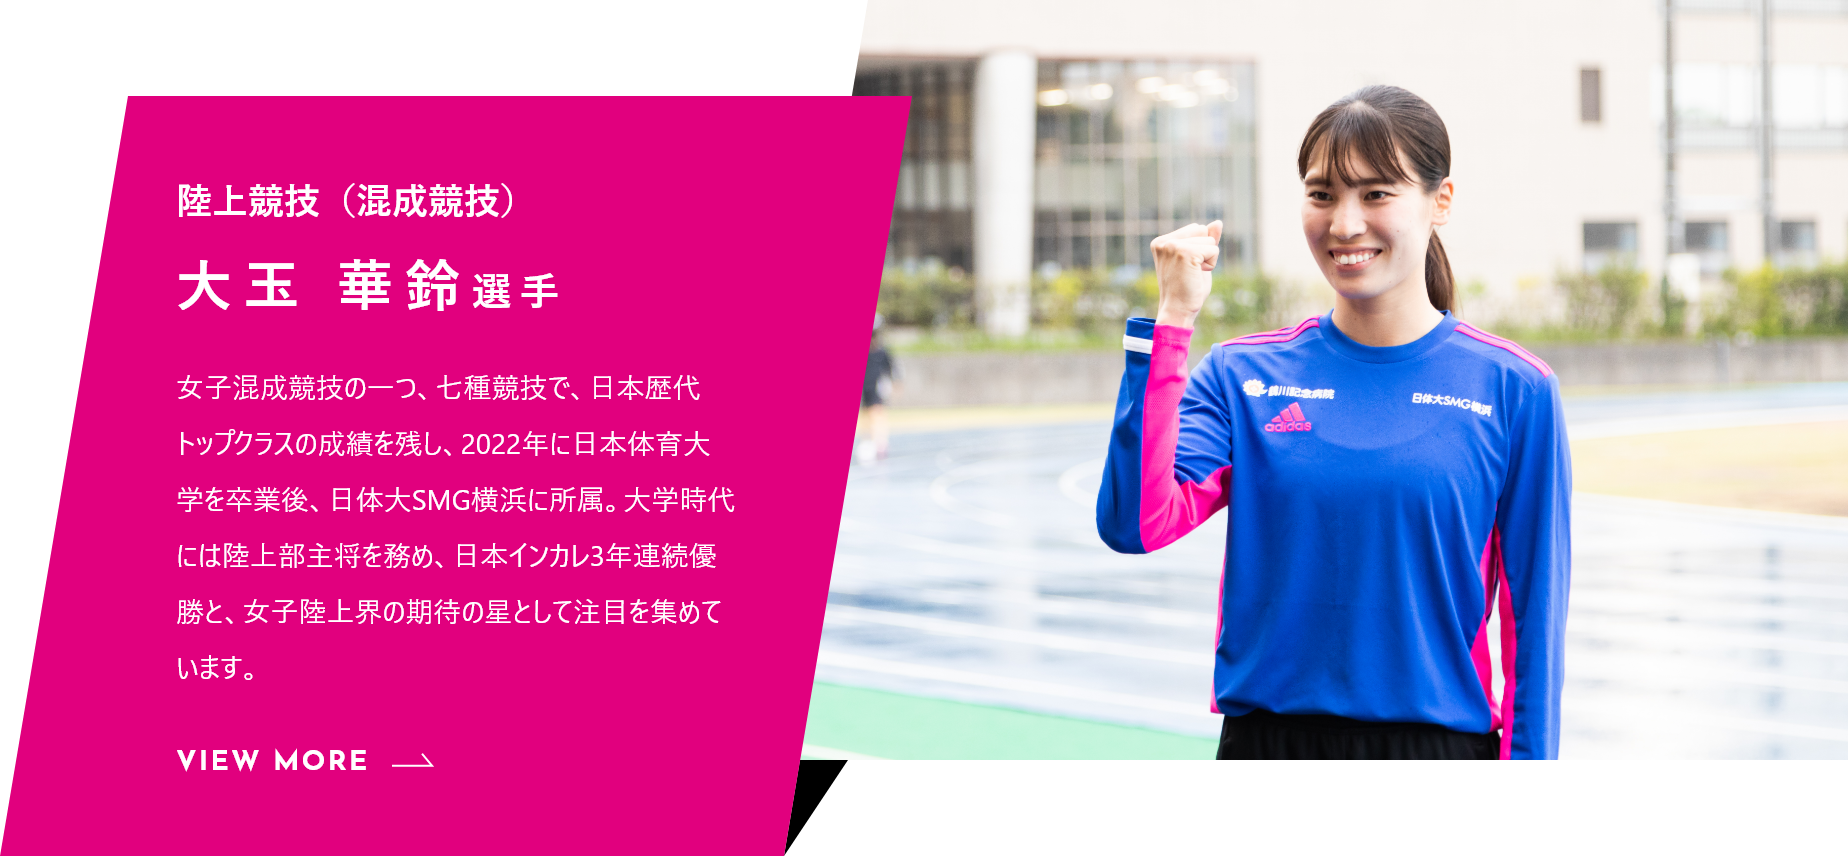 陸上競技（混成競技）
大玉 華鈴選手
女子混成競技の一つ、七種競技で、日本歴代
トップクラスの成績を残し、2022年に日本体育大
学を卒業後、日体大SMG横浜に所属。大学時代
には陸上部主将を務め、日本インカレ3年連続優
勝と、女子陸上界の期待の星として注目を集めて
います。
VIEW MORE
川記念病院
日体大SMG横浜
adidas